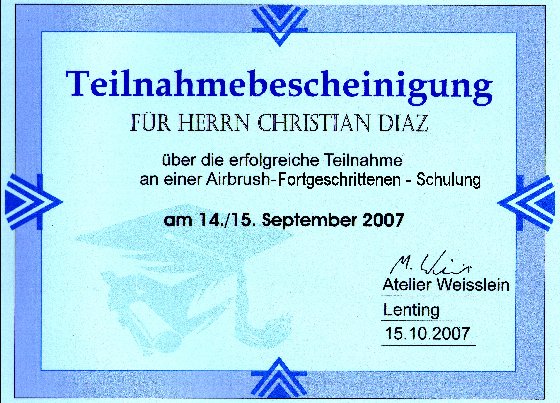 Teilnahmebescheinigung
FÜR HERRN CHRISTIAN DIAZ
über die erfolgreiche Teilnahme
an einer Airbrush-Fortgeschrittenen - Schulung
am 14./15. September 2007
Atelier Weisslein
Lenting
15.10.2007